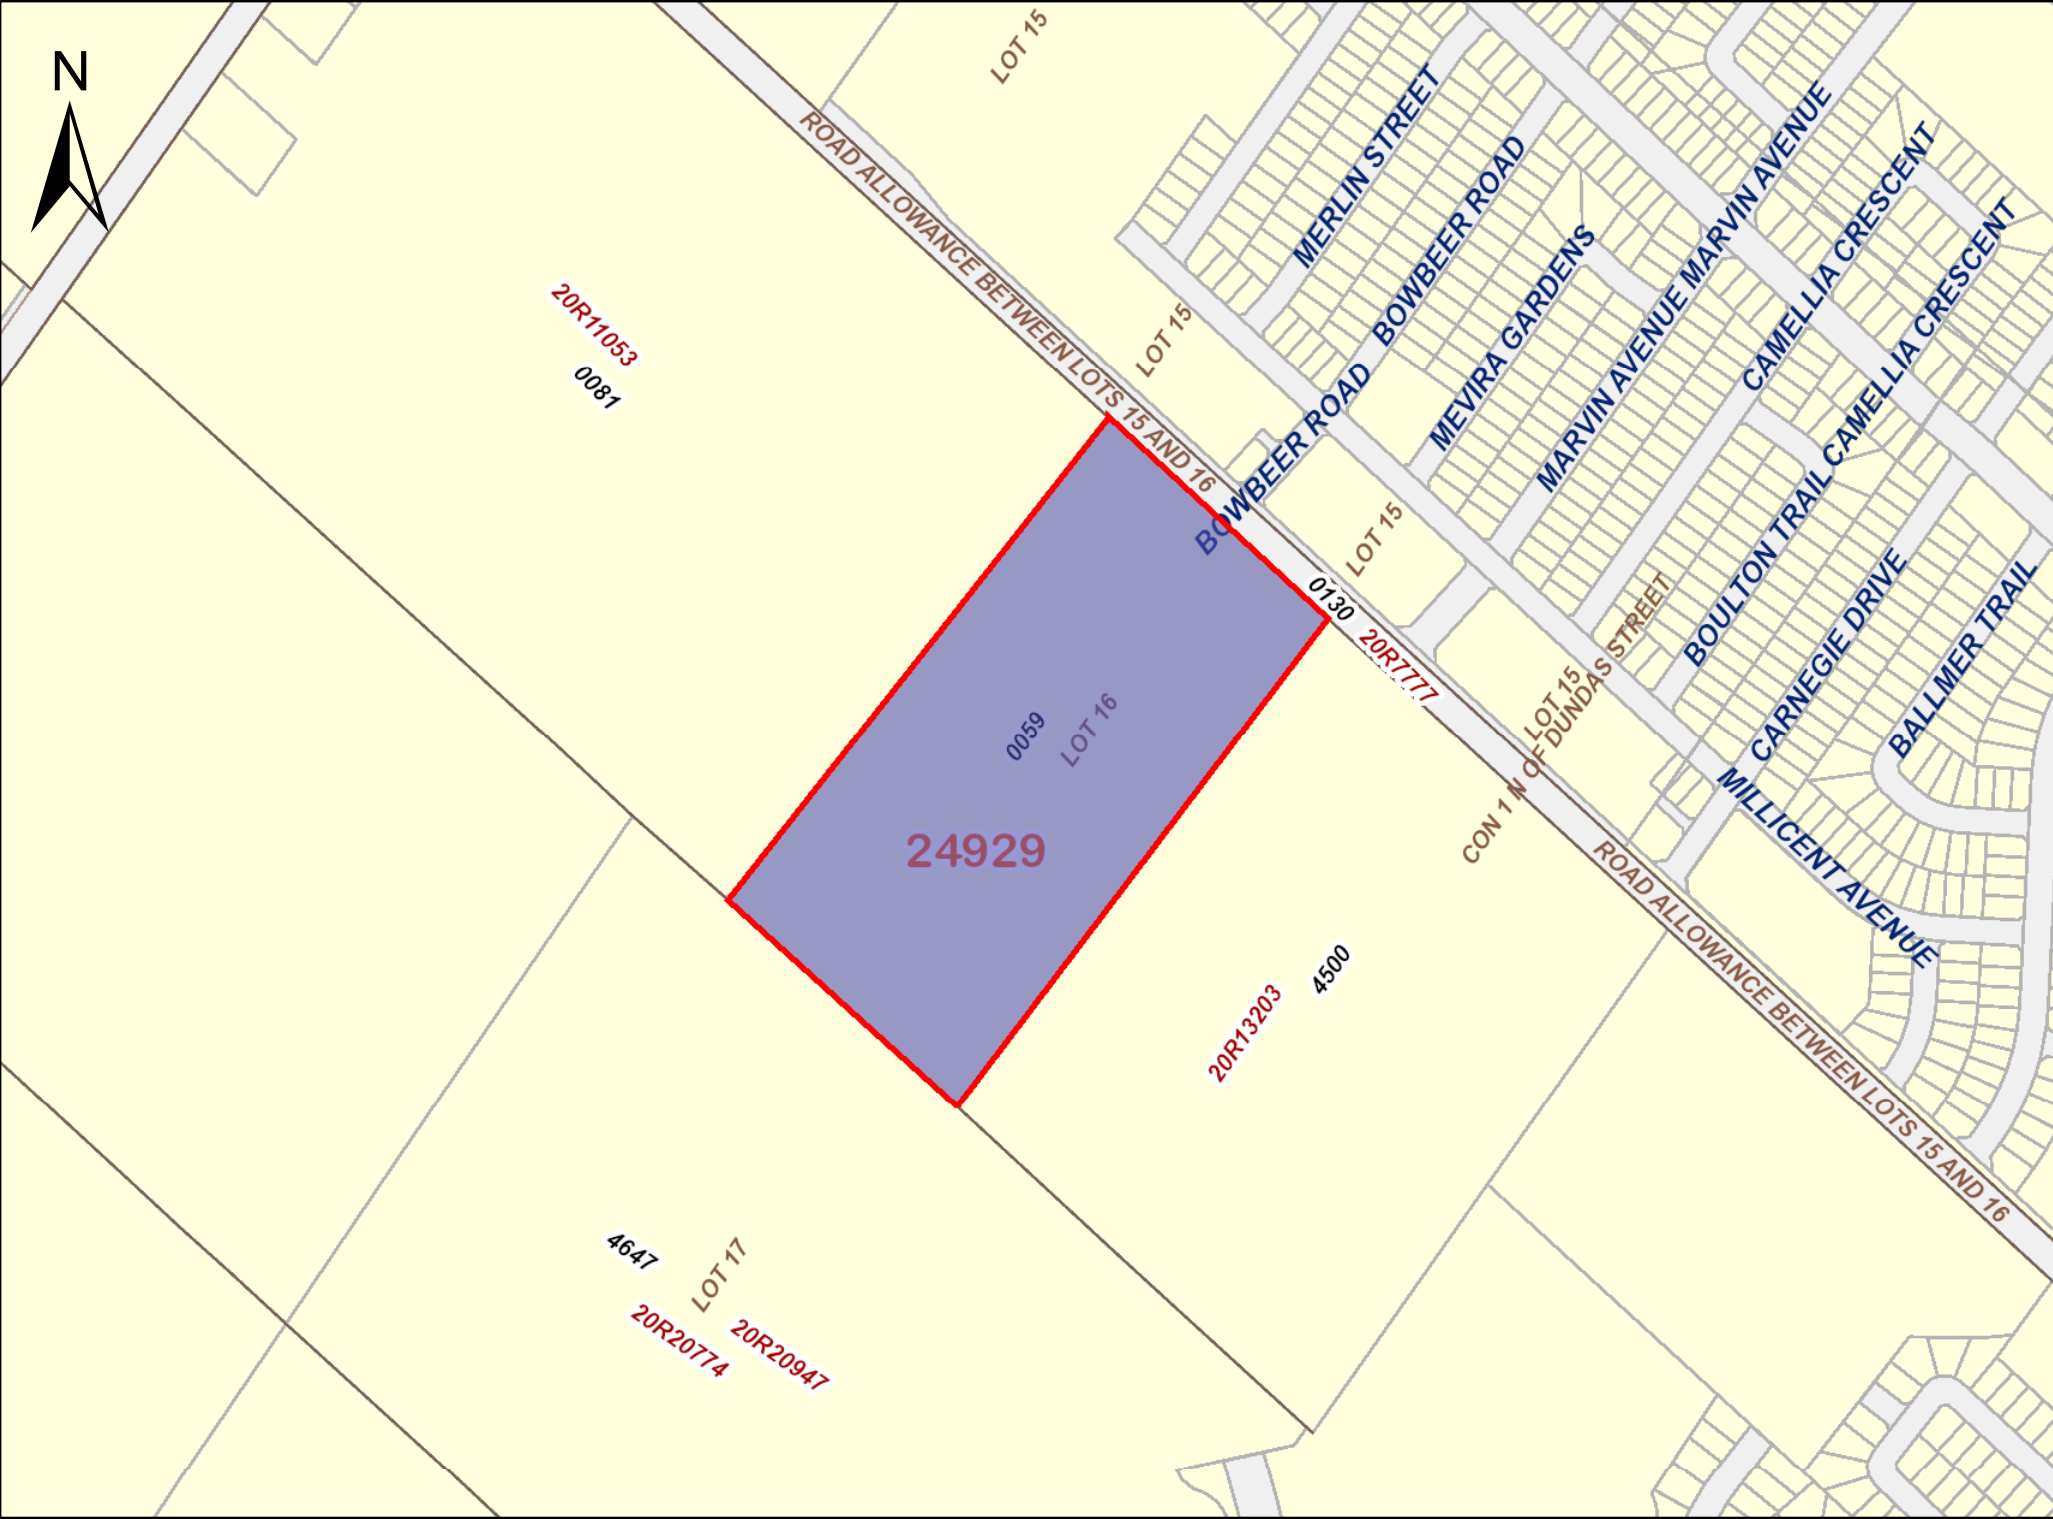 N
LOT 15
ROAD ALLOWANCE BETWEEN LOTS 15 AND 16
MERLIN STREET
BOWBEER ROAD
MEVIRA GARDENS
MARVIN AVENUE
MARVIN AVENUE
CAMELLIA CRESCENT
CAMELLIA CRESCENT
20R11053
0081
LOT 15
BOWBEER ROAD
BOWBEER ROAD
LOT 15
0130
20R7777
BOULTON TRAIL
CARNEGIE DRIVE
BALLMER TRAIL
LOT 15
CON 1 N OF DUNDAS STREET
MILLICENT AVENUE
0059
LOT 16
24929
ROAD ALLOWANCE BETWEEN LOTS 15 AND 16
4500
20R13203
4647
LOT 17
20R20774
20R20947